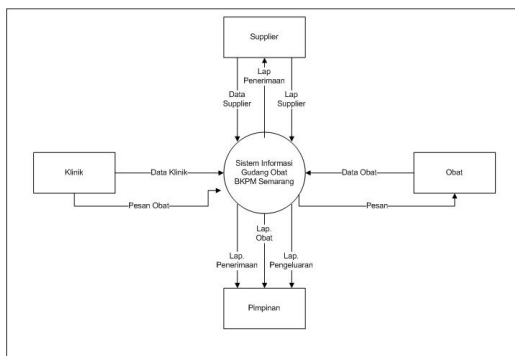 Supplier
Lap
Penerimaan
Data
Supplier
Lap
Supplier
Klinik
Data Klinik
Pesan Obat
Sistem Informasi
Gudang Obat
BKPM Semarang
Data Obat
Pesan
Obat
Lap.
Penerimaan
Lap.
Obat
Lap.
Pengeluaran
Pimpinan